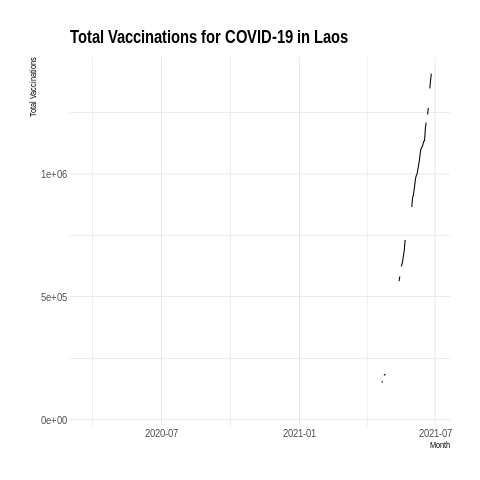 Total Vaccinations for COVID-19 in Laos
Total Vaccinations
1e+06
5e+05
0e+00
2020-07
2021-01
2021-07
Month